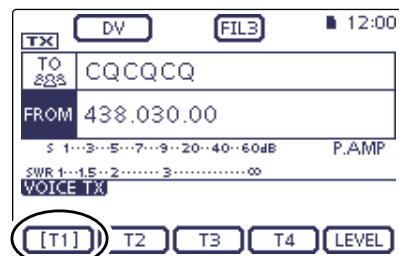 DV FIL3 12:00
TX
TO CQCQCQ
FROM 438.030.00
S 1···3···5···7···9··20··40··60dB P.AMP
SWR 1··1.5··2·······3·············∞
VOICE TX
[T1] T2 T3 T4 LEVEL